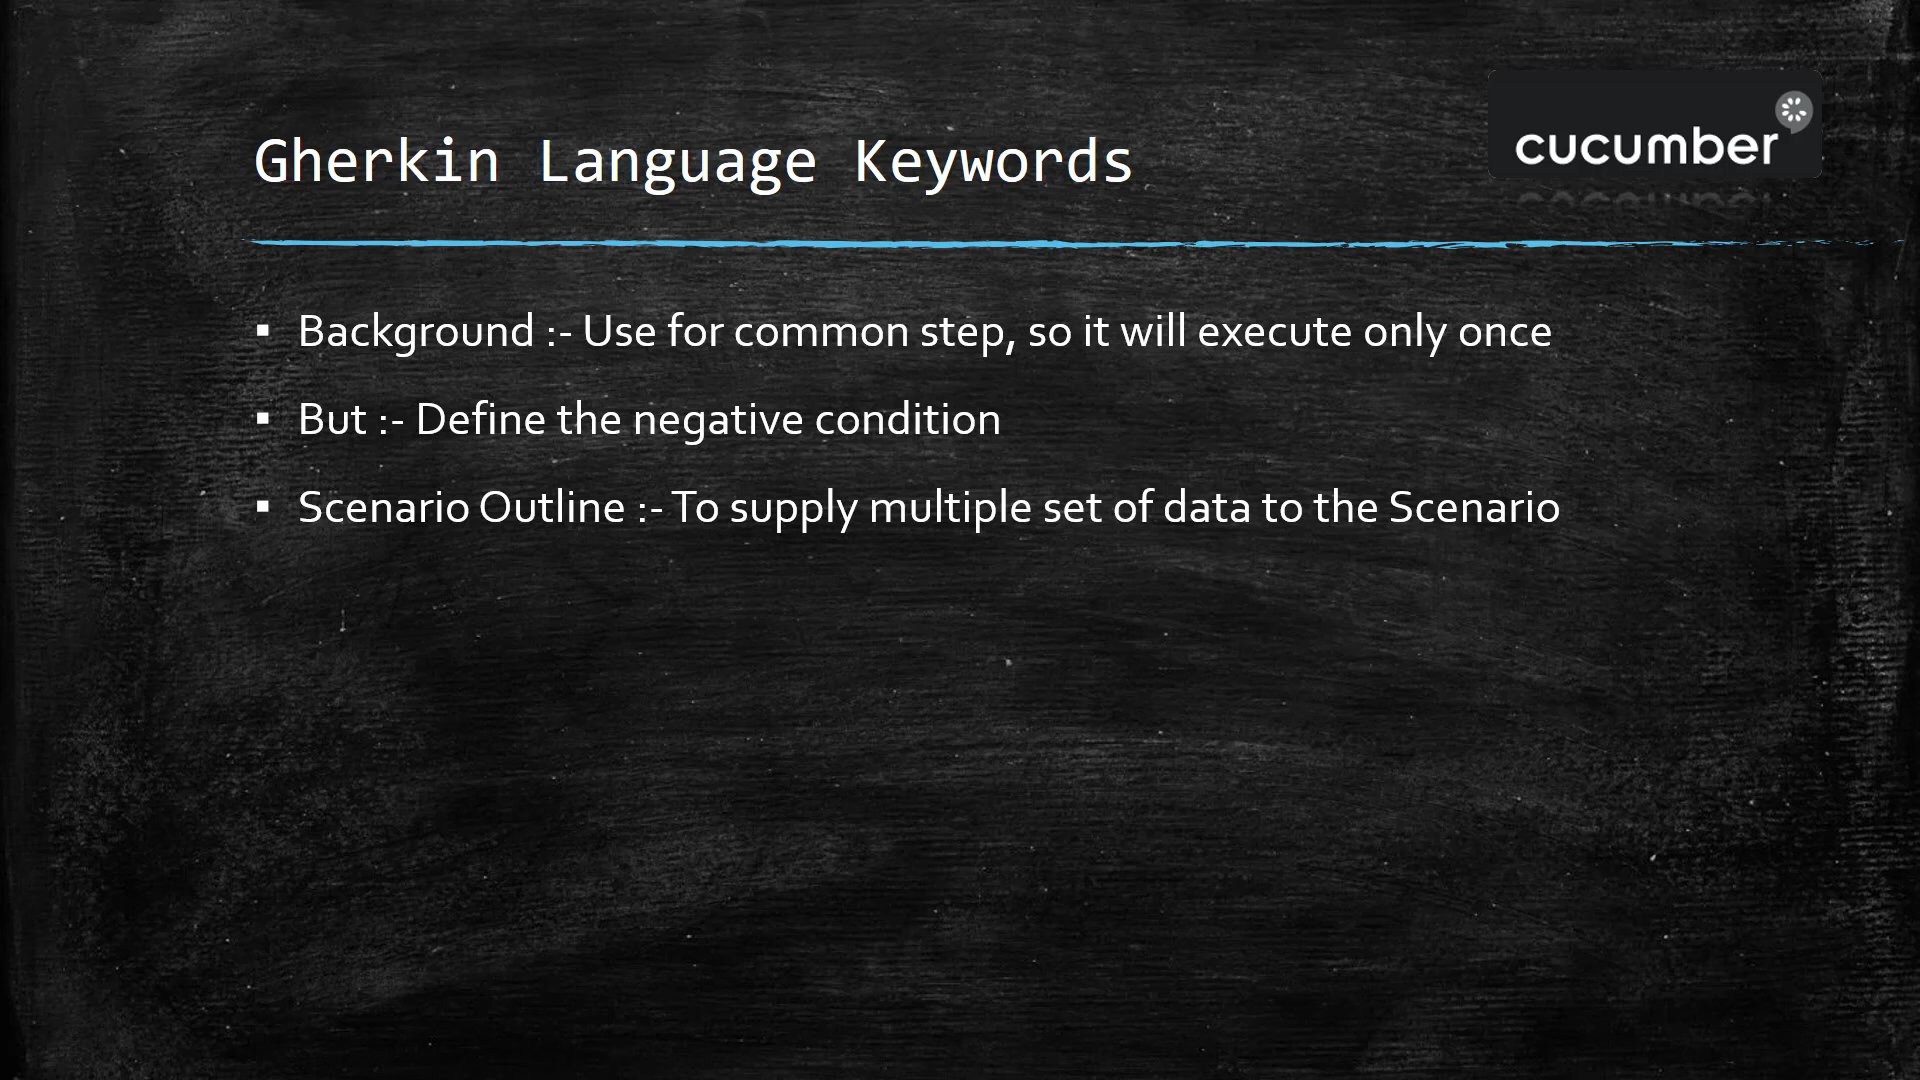 cucumber
Gherkin Language Keywords
▪ Background :- Use for common step, so it will execute only once
▪ But :- Define the negative condition
▪ Scenario Outline :- To supply multiple set of data to the Scenario